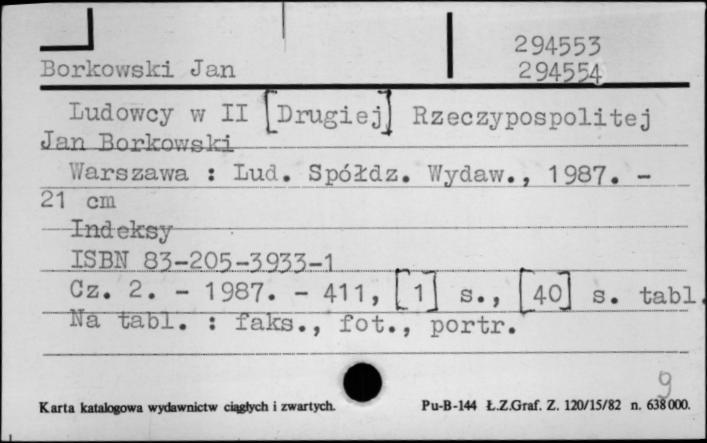 294553
Borkowski Jan 294554
Ludowcy w II [Drugiej] Rzeczypospolitej
Jan Borkowski
Warszawa : Lud. Spółdz. Wydaw., 1987. -
21 cm
Indeksy
ISBN 83-205-3933-1
Cz. 2. - 1987. - 411, [1] s., [40] s. tabl.
Na tabl. : faks., fot., portr.
9
Karta katalogowa wydawnictw ciągłych i zwartych. Pu-B-144 Ł.Z.Graf. Z. 120/15/82 n. 638000.